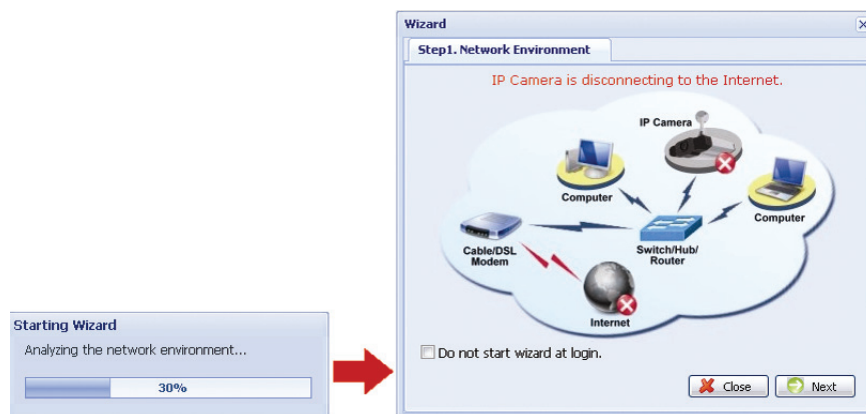 Starting Wizard
Analyzing the network environment...
30%
Wizard
Step1. Network Environment
IP Camera is disconnecting to the Internet.
IP Camera
Computer
Computer
Cable/DSL
Modem
Switch/Hub/
Router
Internet
Do not start wizard at login.
Close
Next